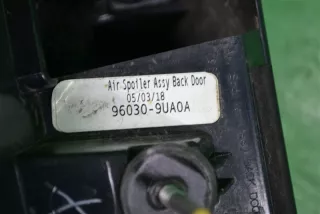 Air Spoiler Assy Back Door
05/03/18
96030-9UA0A